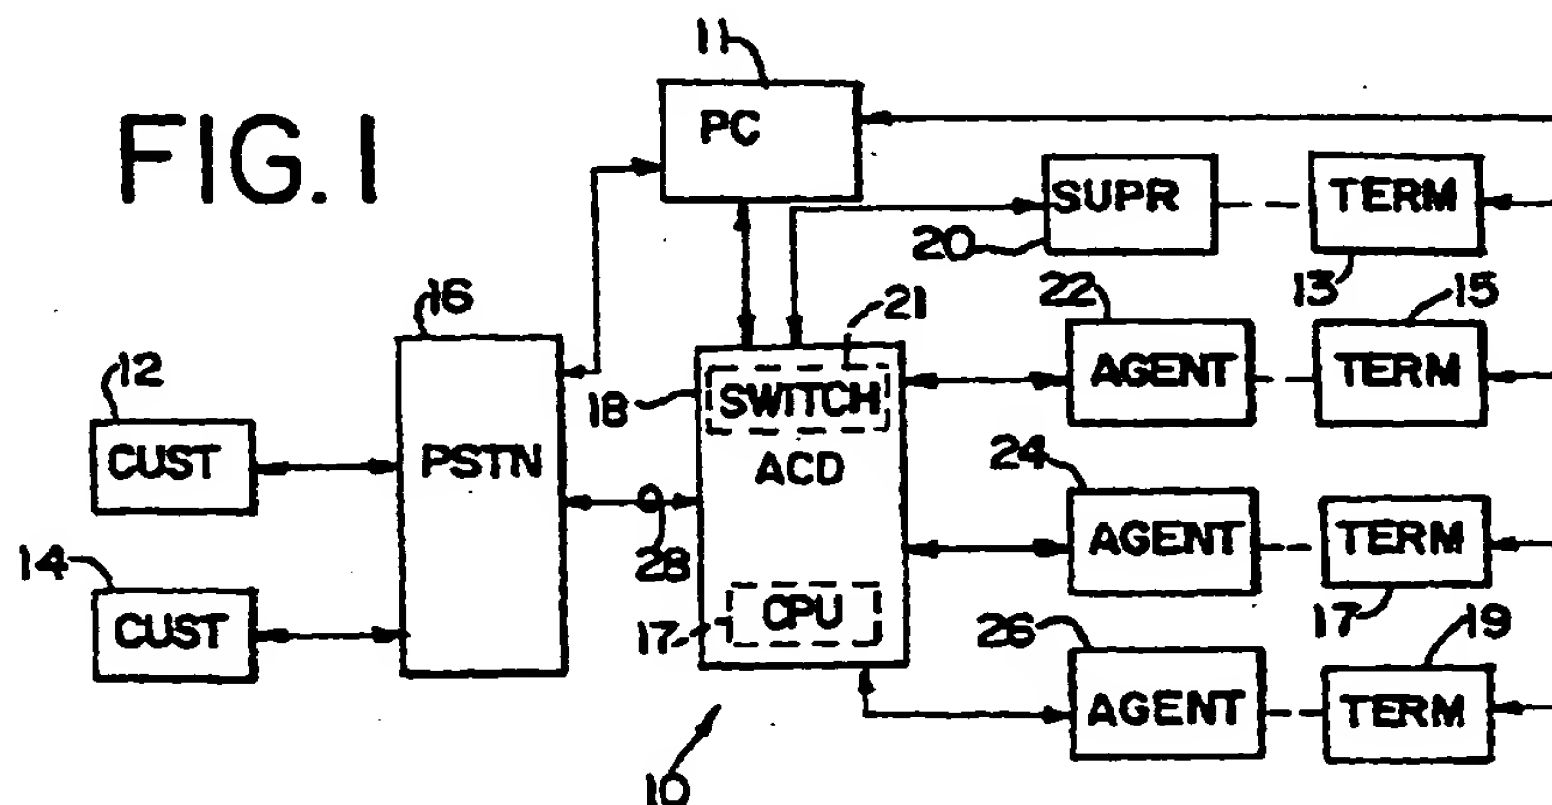 FIG. 1
11
PC
SUPR
TERM
20
13
16
21
22
15
12
18
SWITCH
AGENT
TERM
CUST
PSTN
ACD
24
28
AGENT
TERM
14
CUST
17
CPU
26
17
19
AGENT
TERM
10